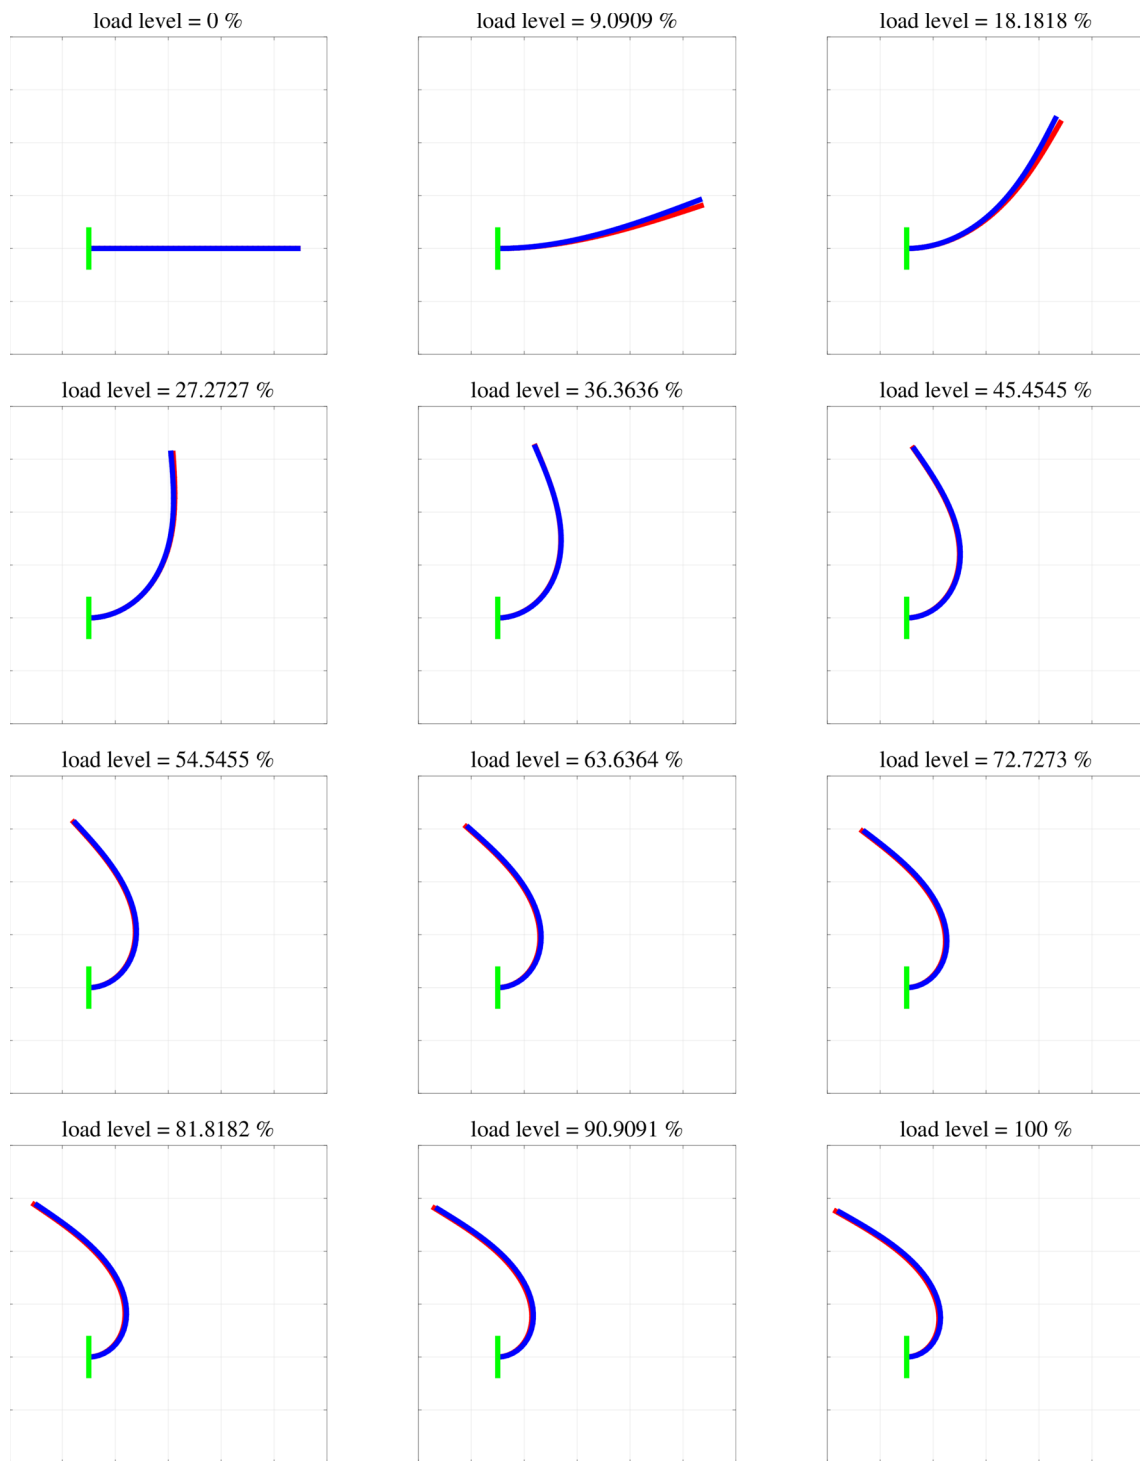 load level = 0 %
load level = 9.0909 %
load level = 18.1818 %
load level = 27.2727 %
load level = 36.3636 %
load level = 45.4545 %
load level = 54.5455 %
load level = 63.6364 %
load level = 72.7273 %
load level = 81.8182 %
load level = 90.9091 %
load level = 100 %